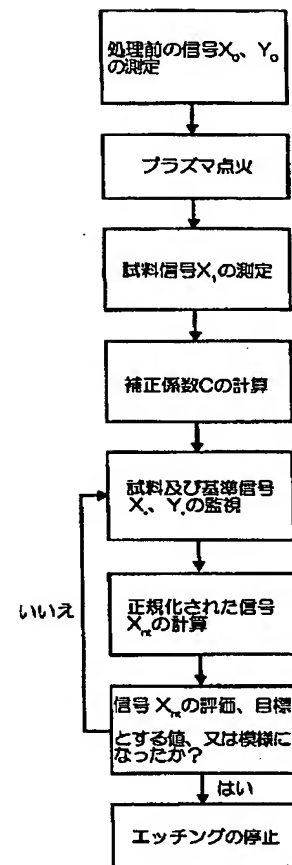 処理前の信号X₀、Y₀
の測定
プラズマ点火
試料信号X₁の測定
補正係数Cの計算
試料及び基準信号
、 の監視
正規化された信号
Xₙₜの計算
いいえ
信号 Xₙₜの評価、目標
とする値、又は模様に
なったか？
はい
エッチングの停止